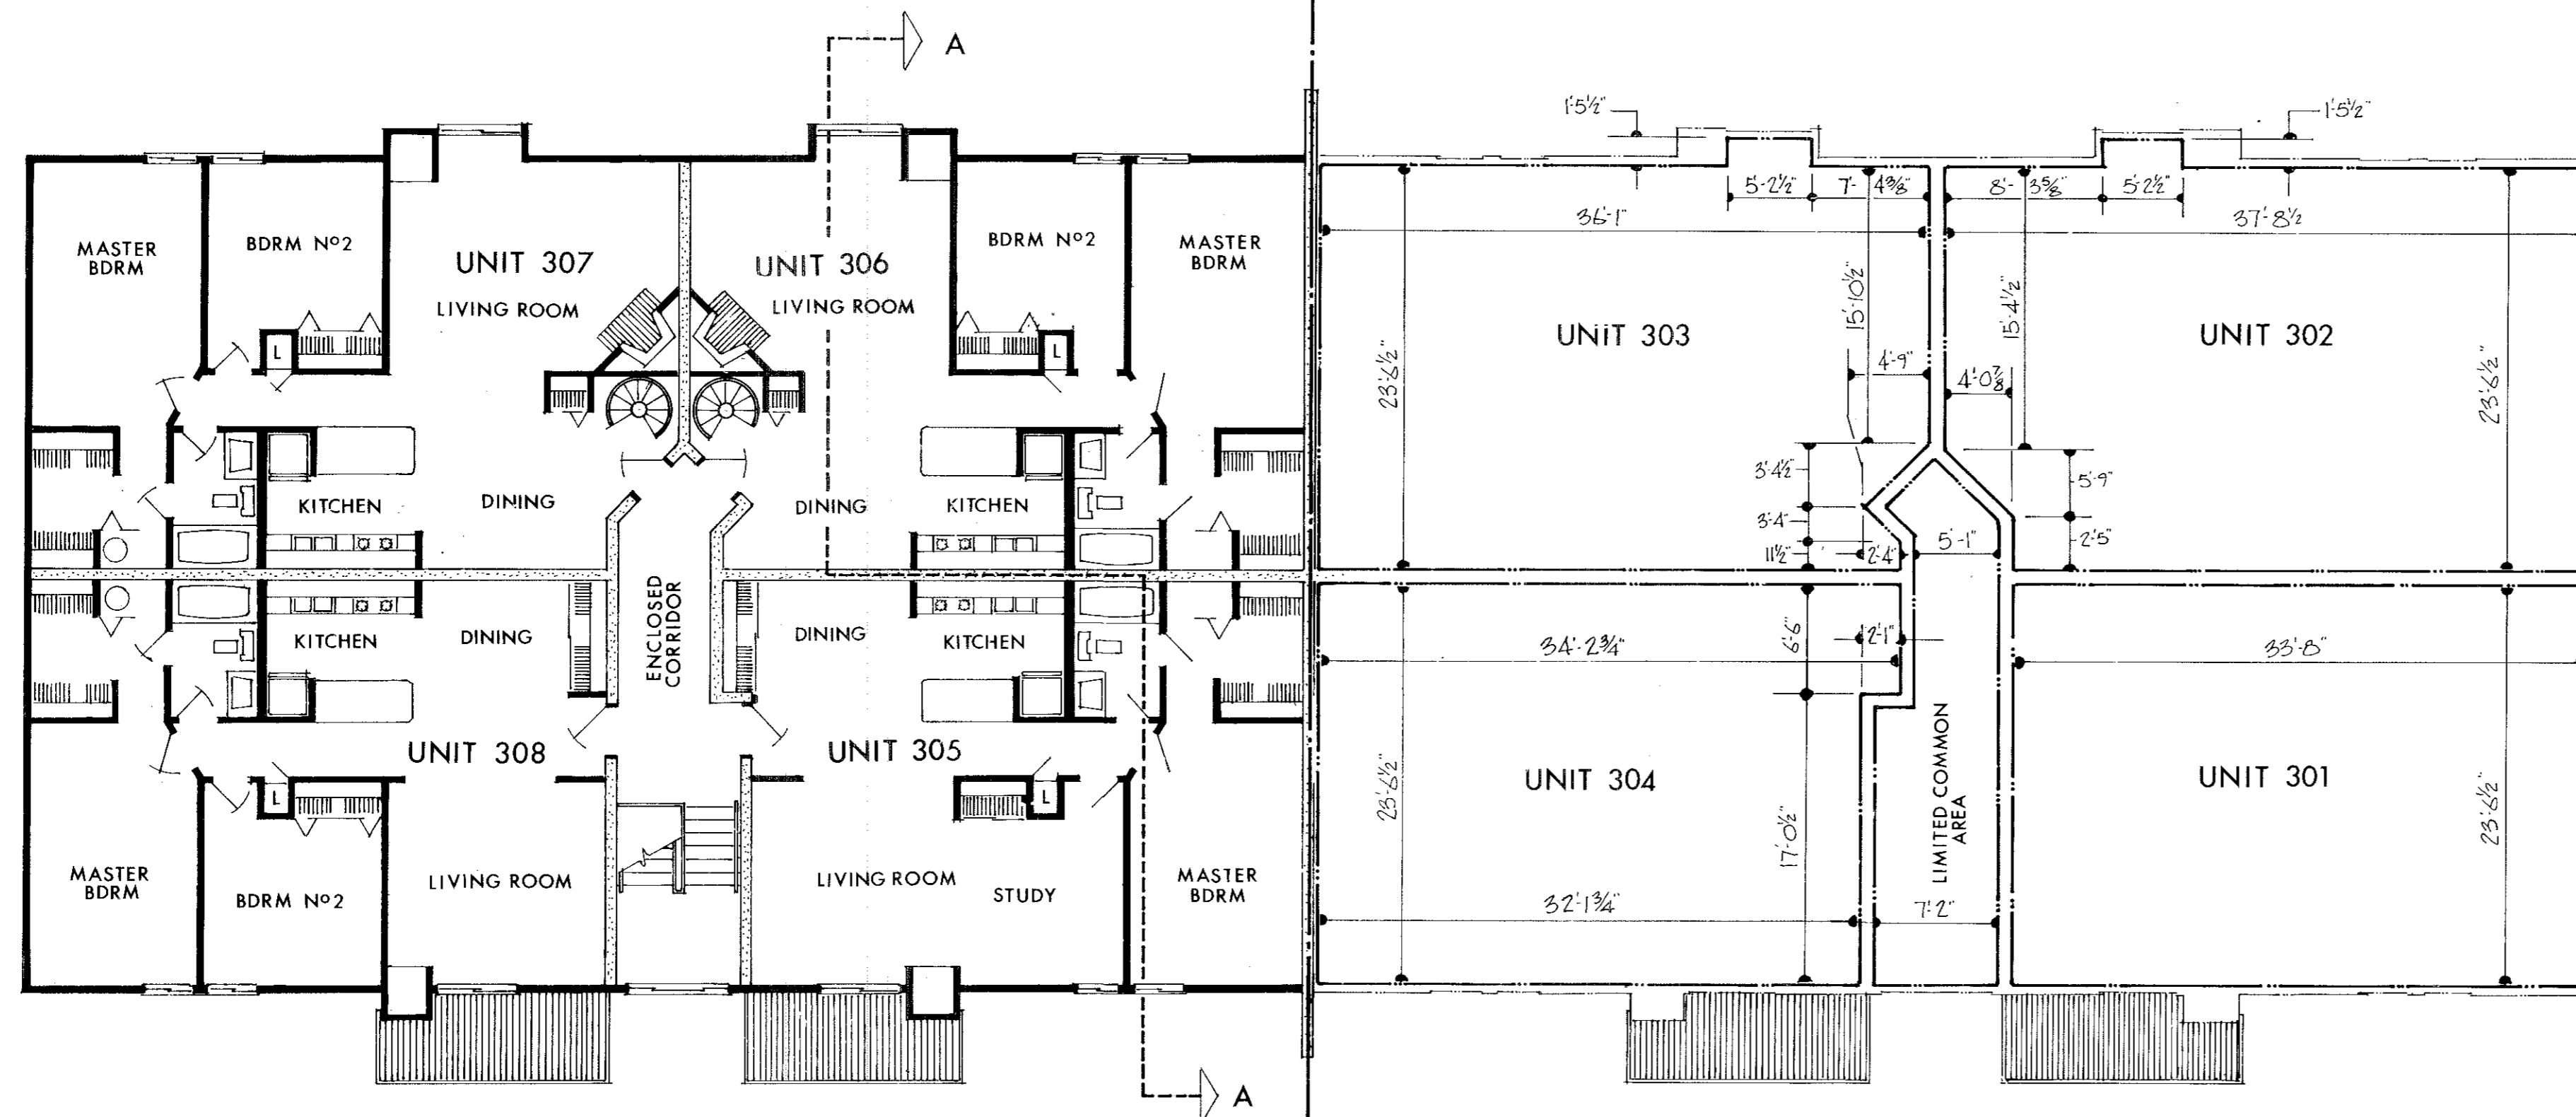 A
1'-5½"
1'-5½"
5'-2½"
7'- 4⅜"
8'- 3⅝"
5'-2½"
36'-1"
37'-8½
MASTER
BDRM
BDRM Nº2
UNIT 307
LIVING ROOM
UNIT 306
LIVING ROOM
BDRM Nº2
MASTER
BDRM
L
L
23'-6½"
UNIT 303
15'-10½"
4'-9"
15'-4½"
4'-0⅞
UNIT 302
23'-6½"
3'-4½"
3'-4"
11½"
2'-4"
5'-1"
5'-9"
2'-5"
KITCHEN
DINING
DINING
KITCHEN
ENCLOSED
CORRIDOR
KITCHEN
DINING
DINING
KITCHEN
34'-2¾"
6'-6"
2'-1"
33'-8"
UNIT 308
UNIT 305
L
L
23'-6½"
UNIT 304
17'-0½"
LIMITED COMMON
AREA
UNIT 301
23'-6½"
MASTER
BDRM
BDRM Nº2
LIVING ROOM
LIVING ROOM
STUDY
MASTER
BDRM
32'-1¾"
7'-2"
A